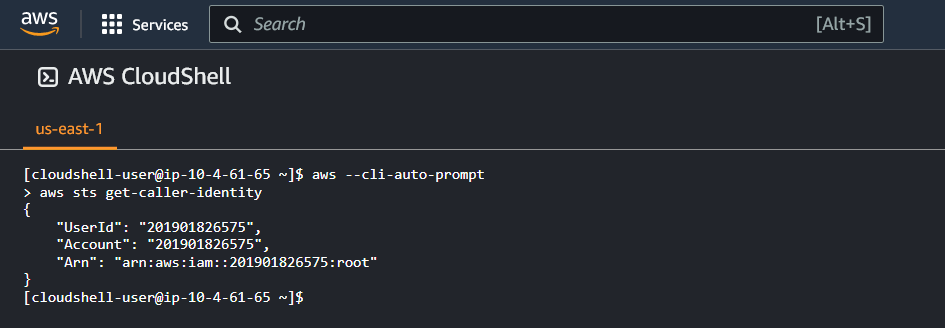 aws
Services
Search
[Alt+S]
AWS CloudShell
us-east-1
[cloudshell-user@ip-10-4-61-65 ~]$ aws --cli-auto-prompt
> aws sts get-caller-identity
{
    "UserId": "201901826575",
    "Account": "201901826575",
    "Arn": "arn:aws:iam::201901826575:root"
}
[cloudshell-user@ip-10-4-61-65 ~]$